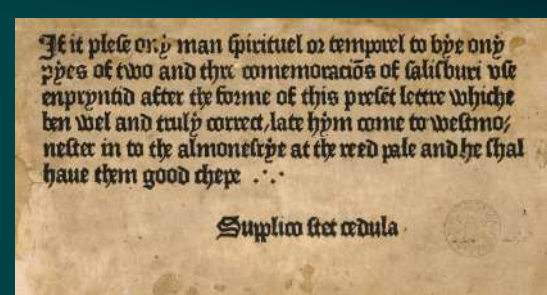 If it plese ony man spirituel or temporel to bye ony
pyes of two and thre comemoraciōs of salisburi vse
enpryntid after the forme of this presēt lettre whiche
ben wel and truly correct, late hym come to westmo⸗
nester in to the almonesrye at the reed pale and he shal
haue them good chepe .·.
Supplico stet cedula